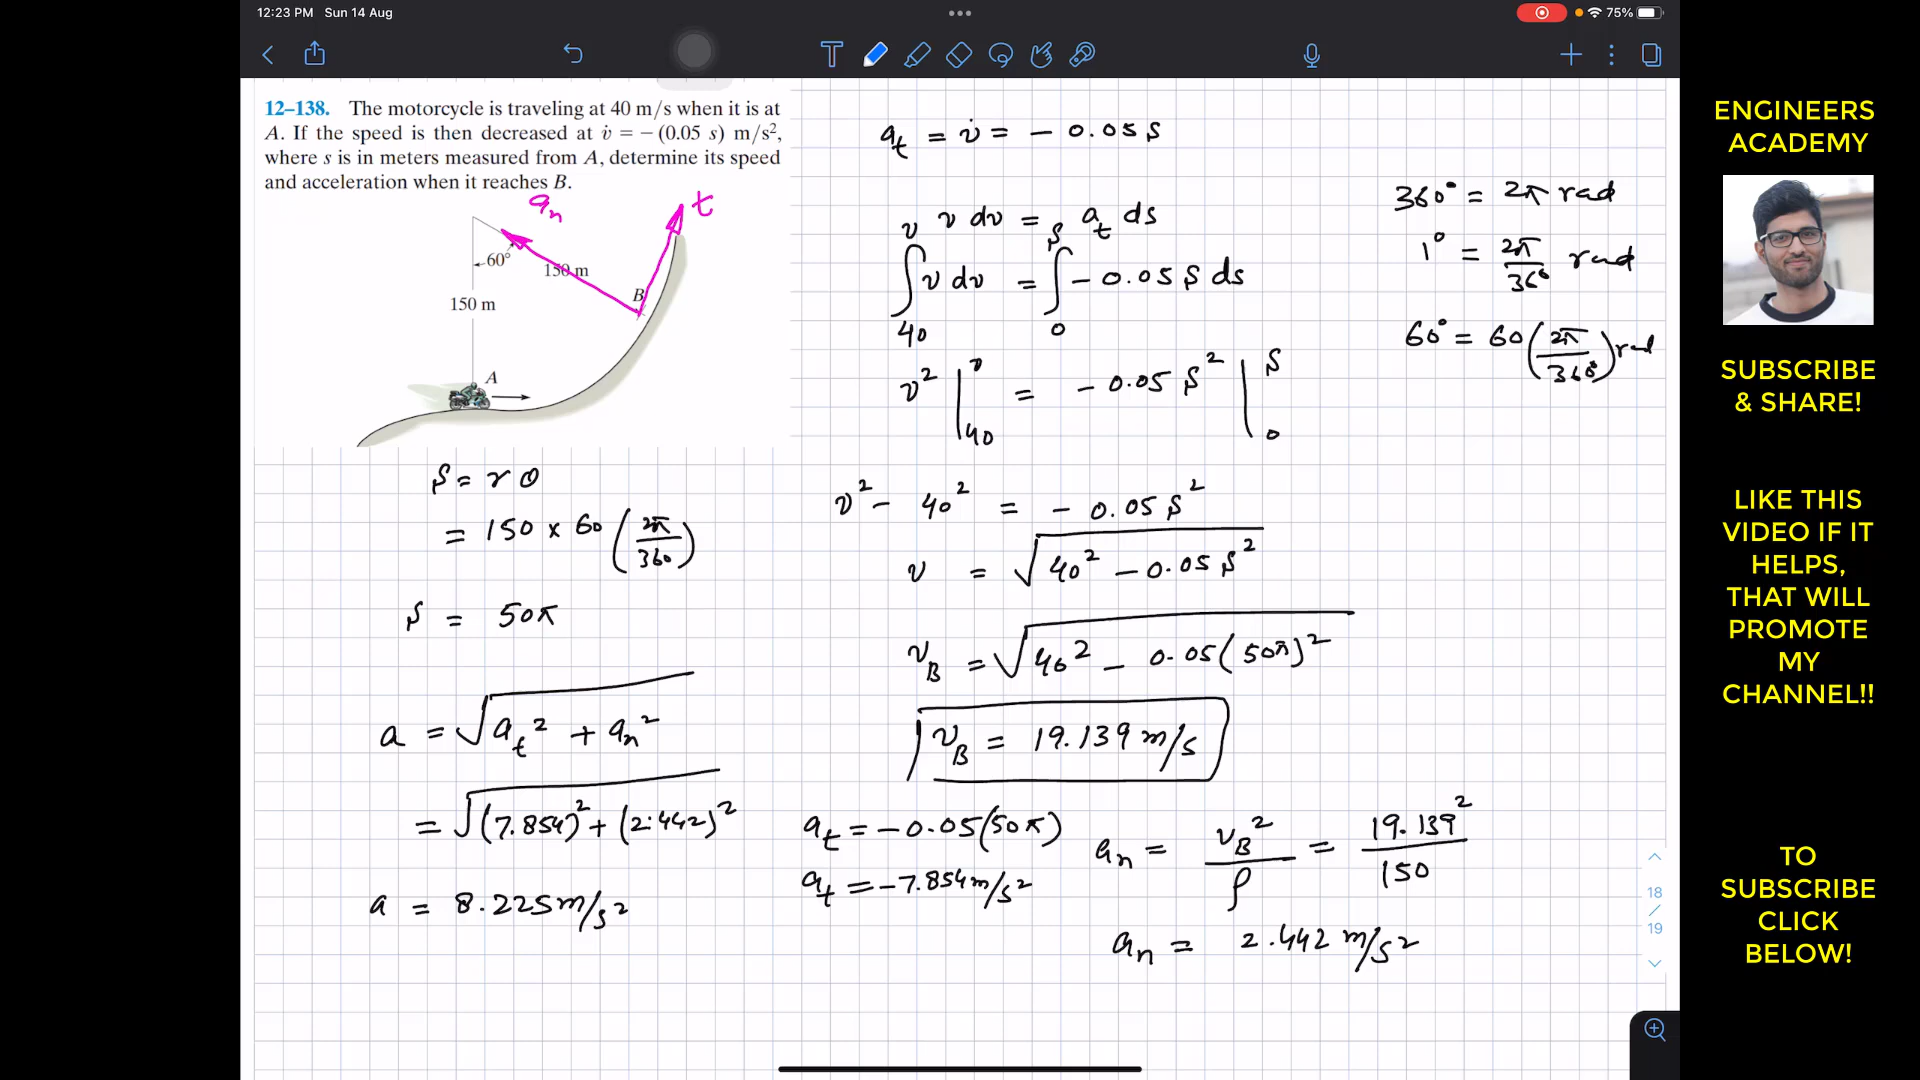 12:23 PM Sun 14 Aug
75%
12–138. The motorcycle is traveling at 40 m/s when it is at
A. If the speed is then decreased at v̇ = − (0.05 s) m/s²,
where s is in meters measured from A, determine its speed
and acceleration when it reaches B.
aₙ
t
60°
150 m
B
150 m
A
s = rθ
= 150 × 60 (2π/360)
s = 50π
a = √(a_t² + aₙ²)
= √((7.854)² + (2.442)²)
a = 8.225 m/s²
a_t = v̇ = − 0.05 s
v dv = a_t ds
∫₄₀^v v dv = ∫₀^s − 0.05 s ds
v² |₄₀^v = − 0.05 s² |₀^s
v² − 40² = − 0.05 s²
v = √(40² − 0.05 s²)
v_B = √(40² − 0.05(50π)²)
v_B = 19.139 m/s
a_t = −0.05(50π)
a_t = −7.854 m/s²
aₙ = v_B²/ρ = 19.139²/150
aₙ = 2.442 m/s²
360° = 2π rad
1° = 2π/360 rad
60° = 60 (2π/360) rad
18
/
19
ENGINEERS
ACADEMY
SUBSCRIBE
& SHARE!
LIKE THIS
VIDEO IF IT
HELPS,
THAT WILL
PROMOTE
MY
CHANNEL!!
TO
SUBSCRIBE
CLICK
BELOW!